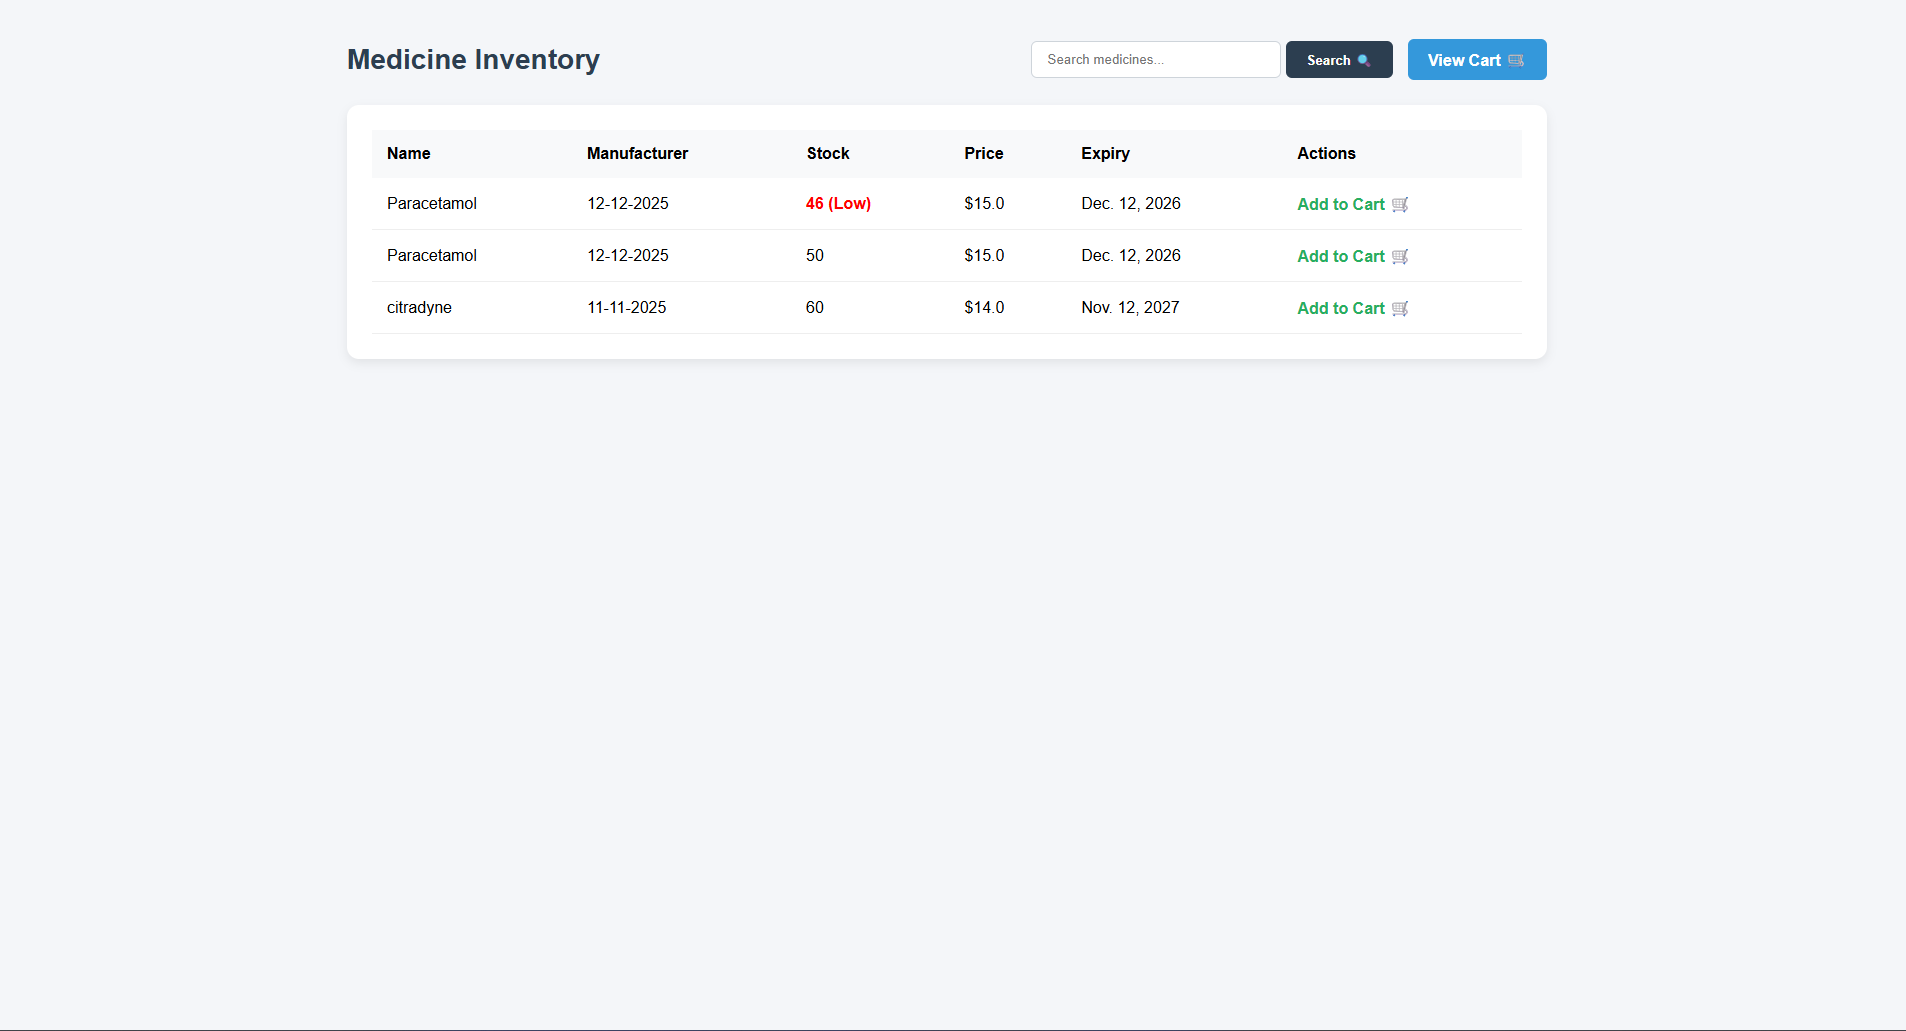 Medicine Inventory
Search medicines...
Search
View Cart
Name Manufacturer Stock Price Expiry Actions
Paracetamol 12-12-2025 46 (Low) $15.0 Dec. 12, 2026 Add to Cart
Paracetamol 12-12-2025 50 $15.0 Dec. 12, 2026 Add to Cart
citradyne 11-11-2025 60 $14.0 Nov. 12, 2027 Add to Cart